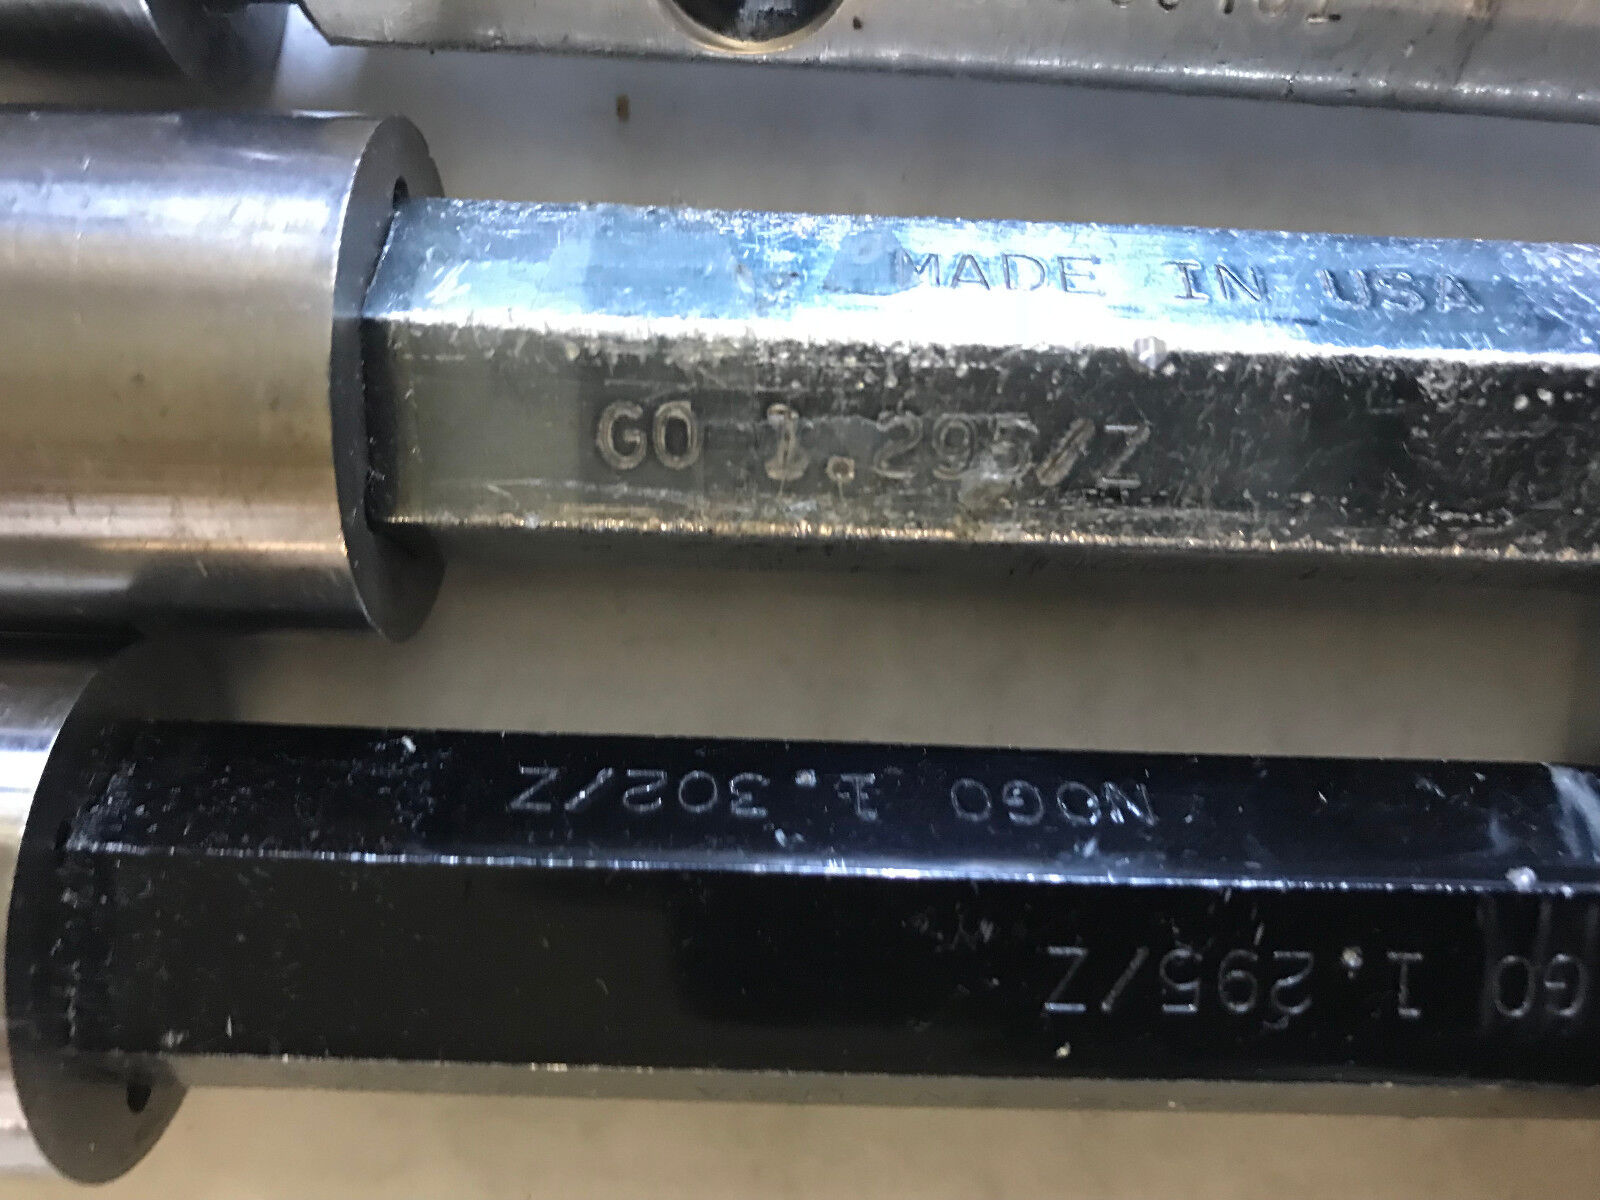 MADE IN USA
GO 1.295/Z
NOGO 1.302/Z
GO 1.295/Z